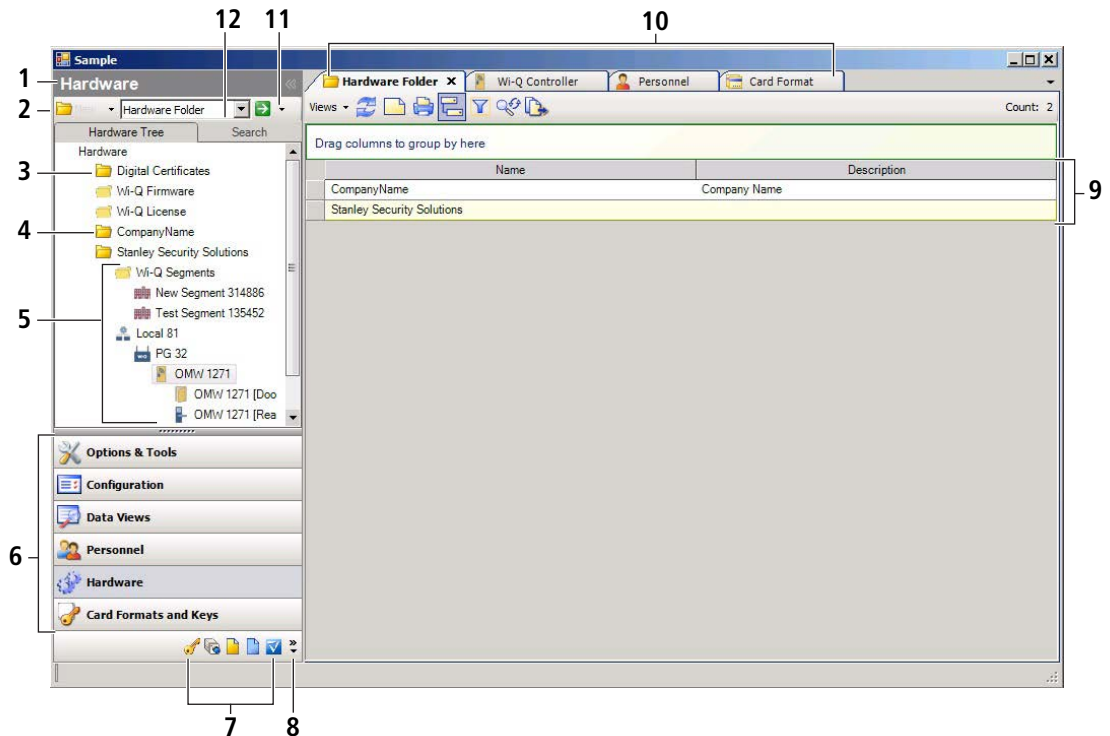 12 11 10
Sample
1 Hardware
Hardware Folder Wi-Q Controller Personnel Card Format
2 Hardware Folder
Views Count: 2
Hardware Tree Search
Drag columns to group by here
Hardware
3 Digital Certificates
Name Description
Wi-Q Firmware
CompanyName Company Name
9
Wi-Q License
Stanley Security Solutions
4 CompanyName
Stanley Security Solutions
Wi-Q Segments
New Segment 314886
5 Test Segment 135452
Local 81
PG 32
OMW 1271
OMW 1271 [Doo
OMW 1271 [Rea
Options & Tools
Configuration
Data Views
6 Personnel
Hardware
Card Formats and Keys
7 8